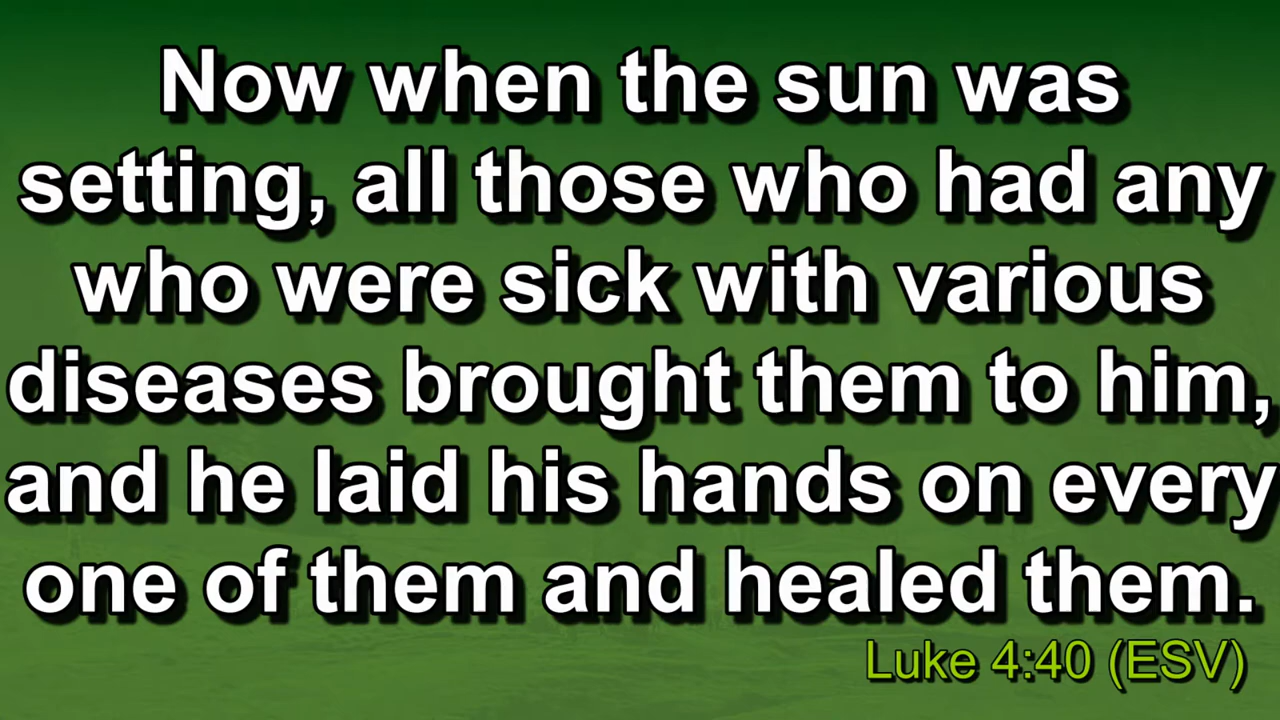 Now when the sun was
setting, all those who had any
who were sick with various
diseases brought them to him,
and he laid his hands on every
one of them and healed them.
Luke 4:40 (ESV)